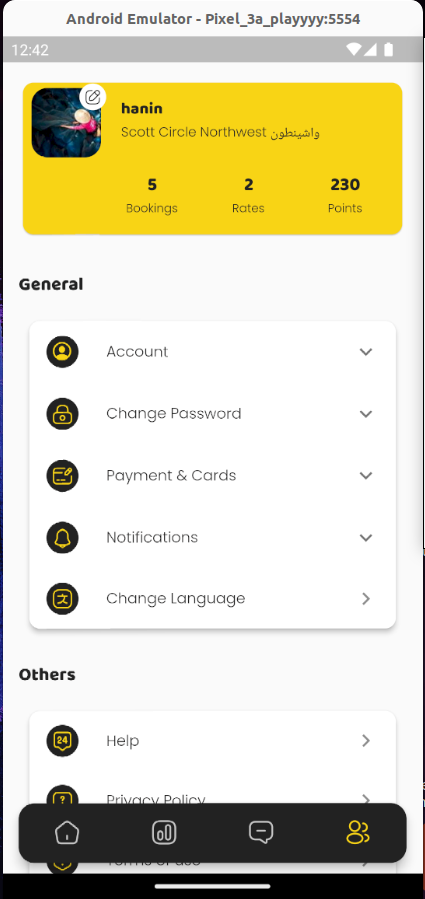 Android Emulator - Pixel_3a_playyyy:5554
12:42
hanin
Scott Circle Northwest واشينطون
5 2 230
Bookings Rates Points
General
Account
Change Password
Payment & Cards
Notifications
Change Language
Others
24 Help
Privacy Policy
Terms of use